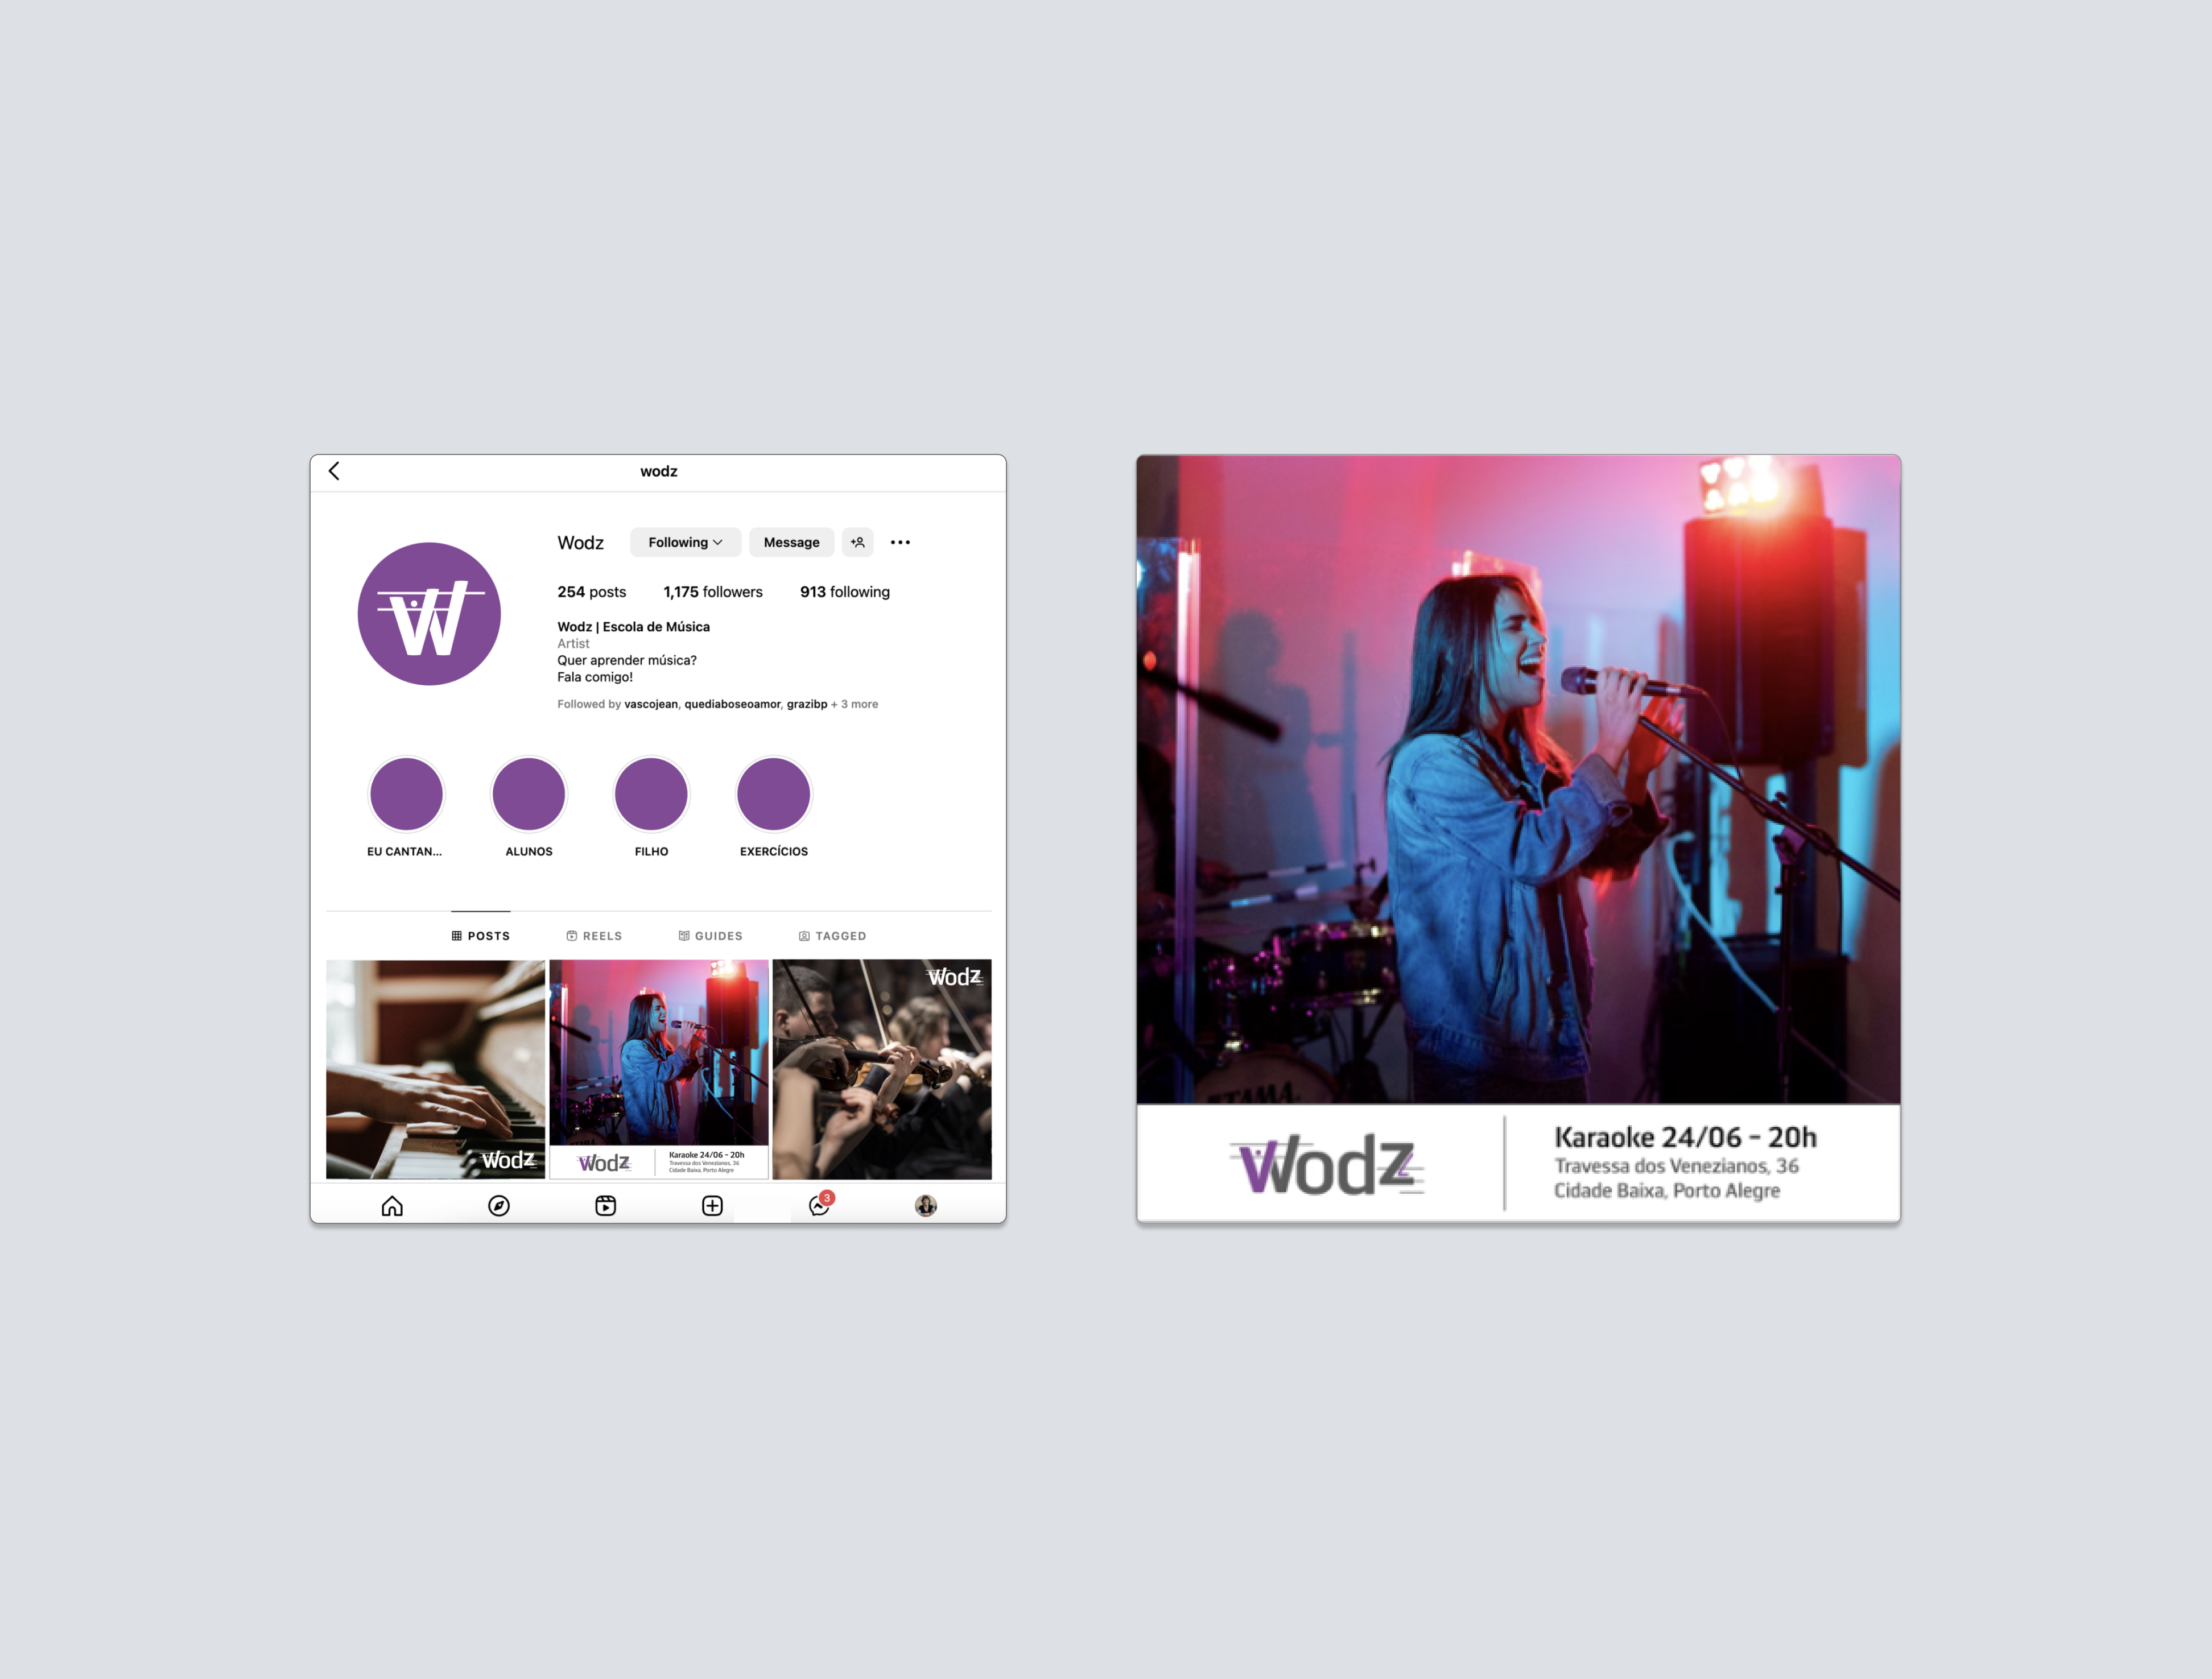 wodz
Wodz Following Message
254 posts 1,175 followers 913 following
Wodz | Escola de Música
Artist
Quer aprender música?
Fala comigo!
Followed by vascojean, quediaboseoamor, grazibp + 3 more
EU CANTAN... ALUNOS FILHO EXERCÍCIOS
POSTS REELS GUIDES TAGGED
Wodz
Wodz
Wodz
Karaoke 24/06 - 20h
Travessa dos Venezianos, 36
Cidade Baixa, Porto Alegre
3
TAMA
Wodz
Karaoke 24/06 - 20h
Travessa dos Venezianos, 36
Cidade Baixa, Porto Alegre